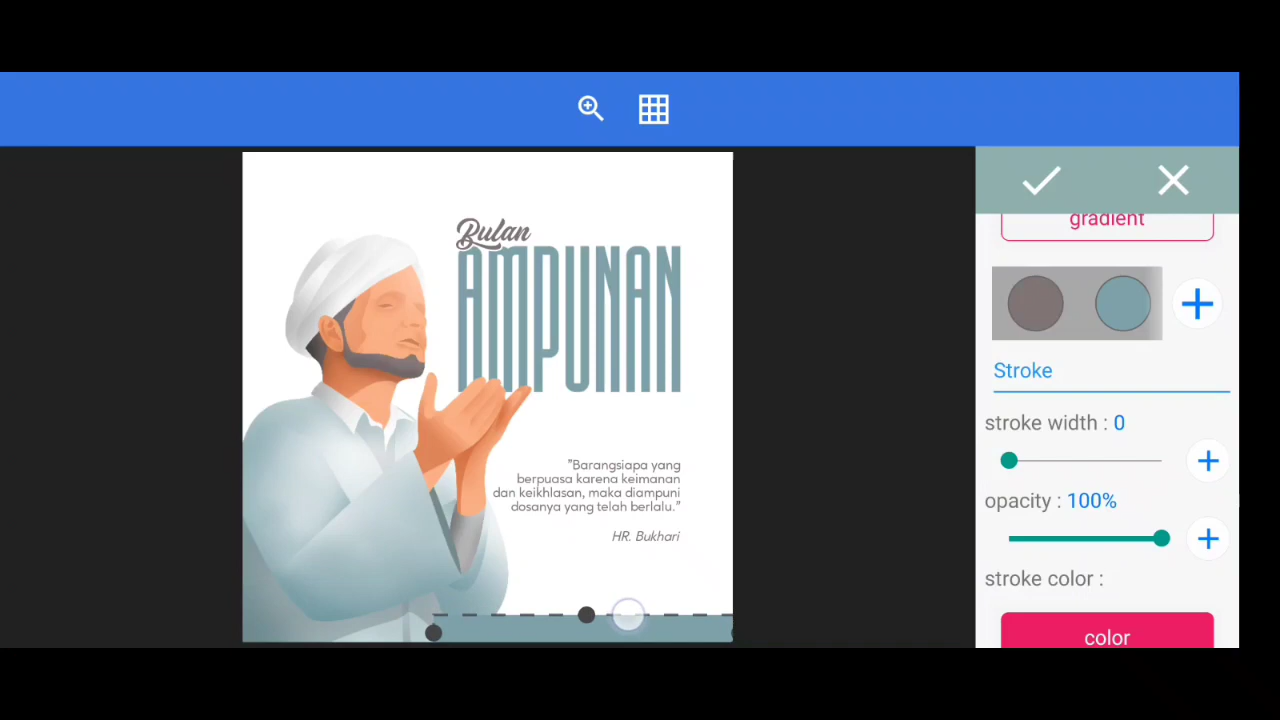 gradient
Bulan
AMPUNAN
Stroke
stroke width : 0
opacity : 100%
stroke color :
color
"Barangsiapa yang
berpuasa karena keimanan
dan keikhlasan, maka diampuni
dosanya yang telah berlalu."
HR. Bukhari